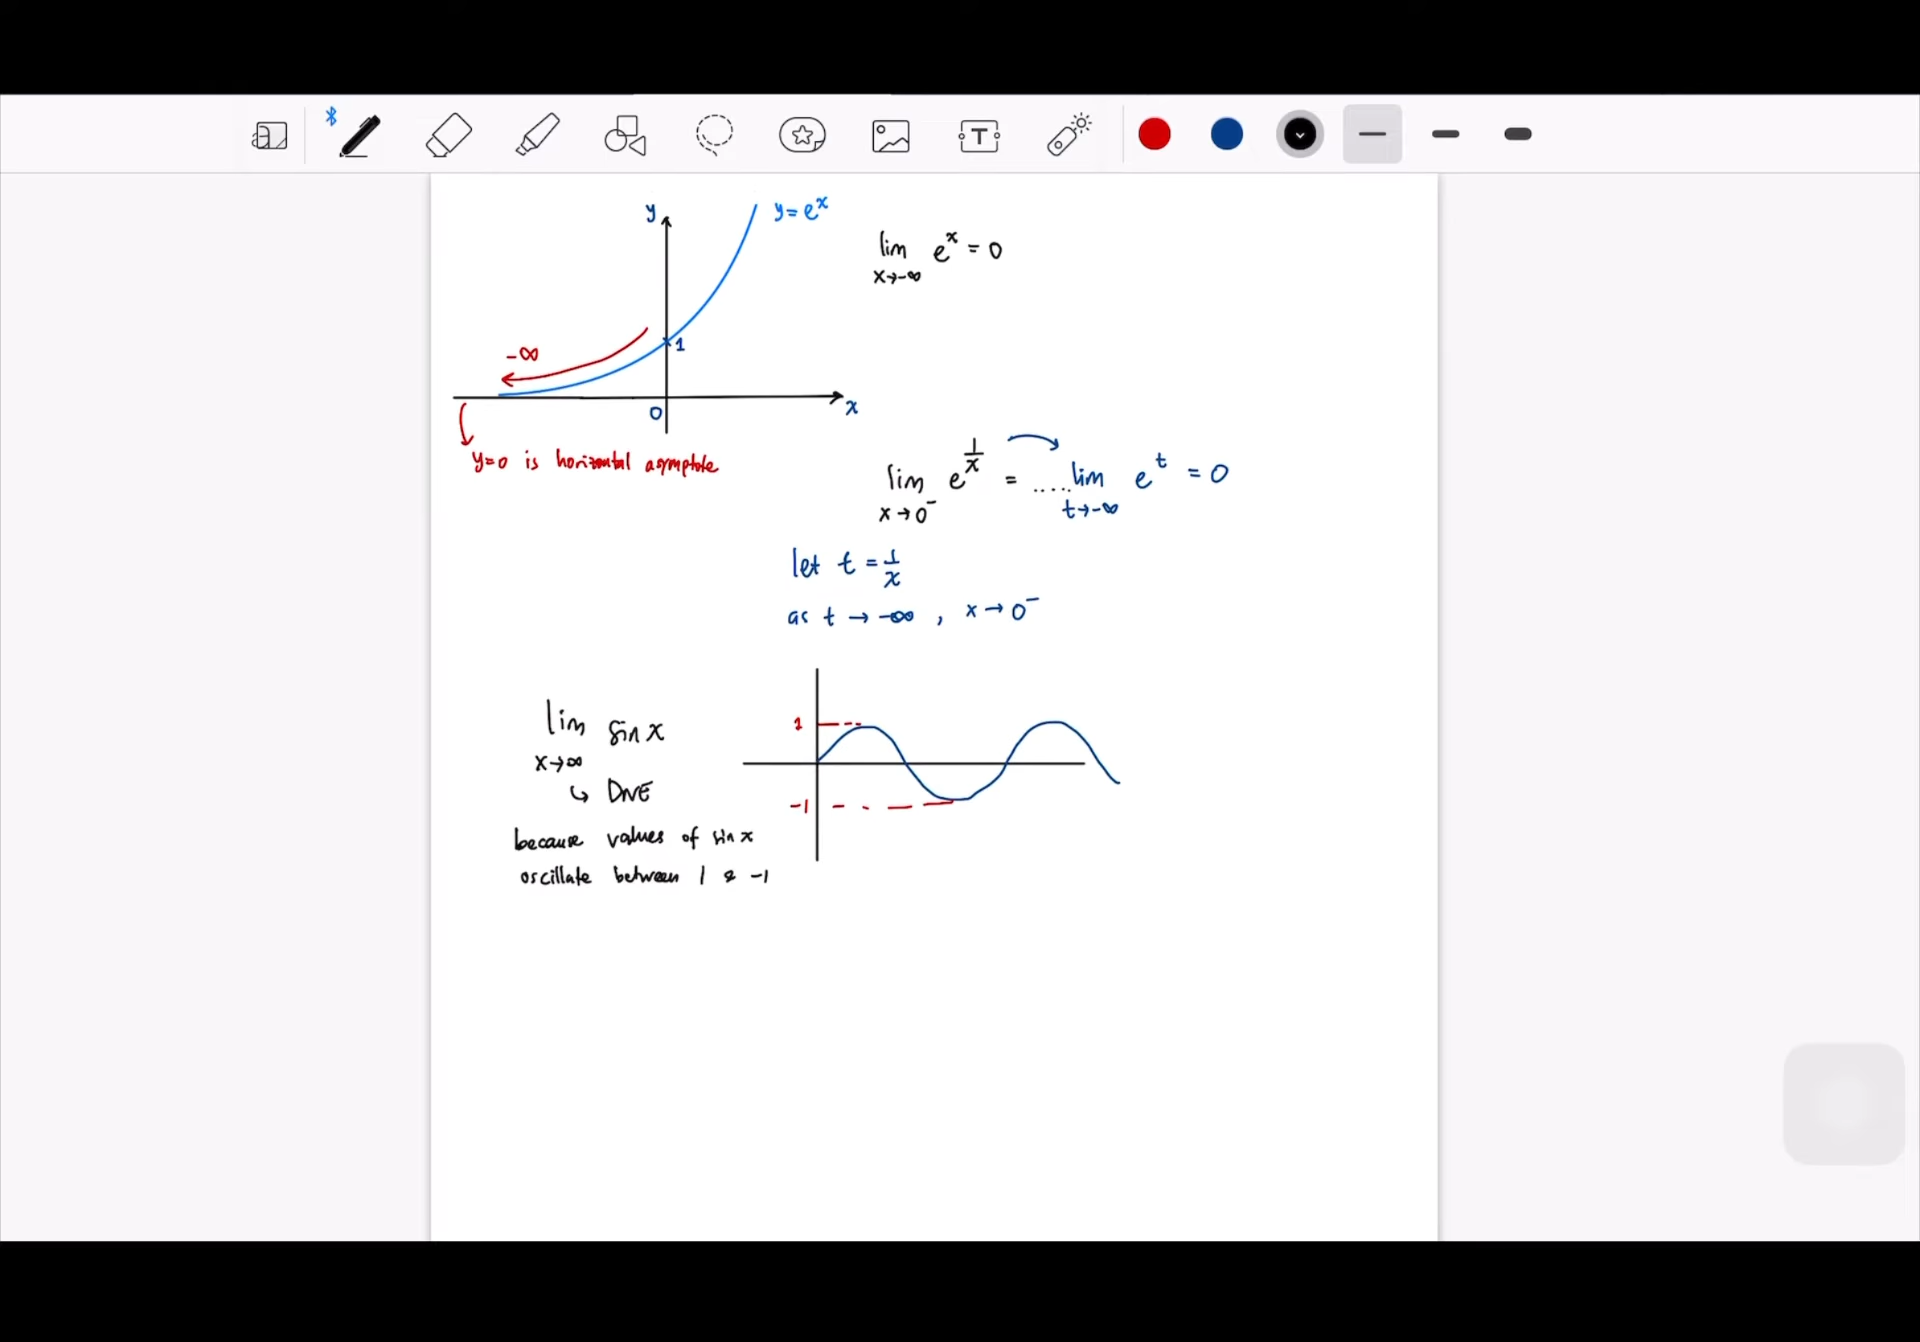 y
y = e^x
lim e^x = 0
x→-∞
-∞
1
0
x
y=0 is horizontal asymptote
lim e^(1/x) = ..... lim e^t = 0
x→0⁻ t→-∞
let t = 1/x
as t → -∞ , x → 0⁻
lim sin x
x→∞
↳ DNE
because values of sin x
oscillate between 1 & -1
1
-1
T